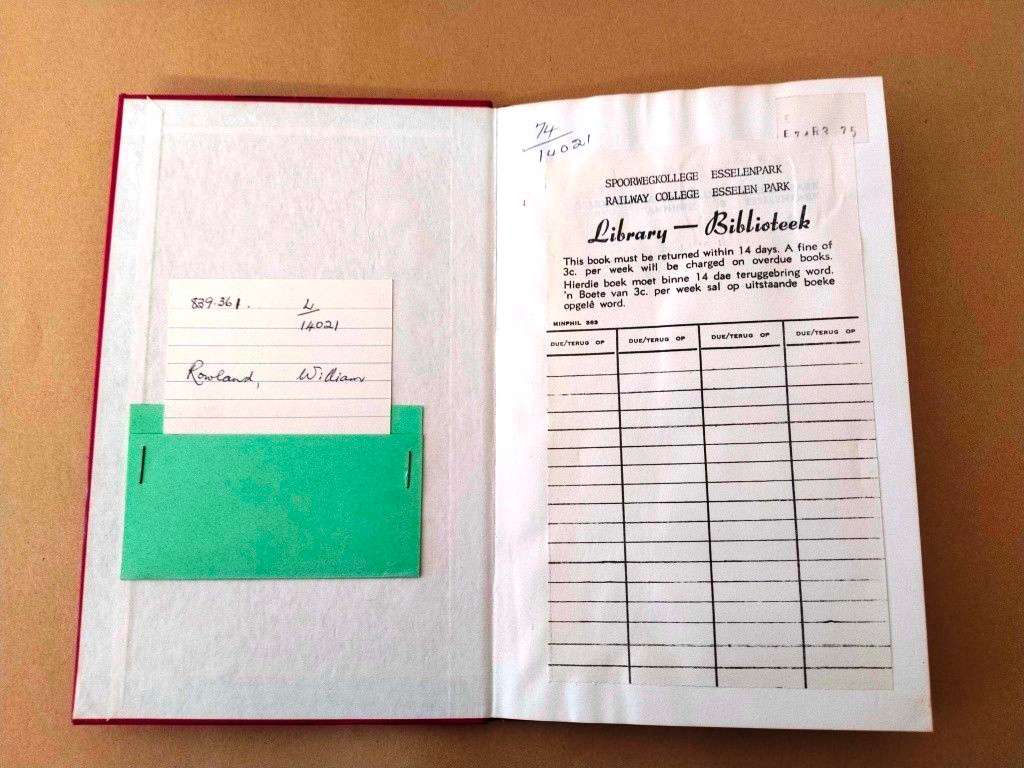 839.361. L
14021
Rowland, William
74
14021
SPOORWEGKOLLEGE ESSELENPARK
RAILWAY COLLEGE ESSELEN PARK
Library — Biblioteek
This book must be returned within 14 days. A fine of
3c. per week will be charged on overdue books.
Hierdie boek moet binne 14 dae teruggebring word.
'n Boete van 3c. per week sal op uitstaande boeke
opgelê word.
MINPHIL 363
DUE/TERUG OP DUE/TERUG OP DUE/TERUG OP DUE/TERUG OP